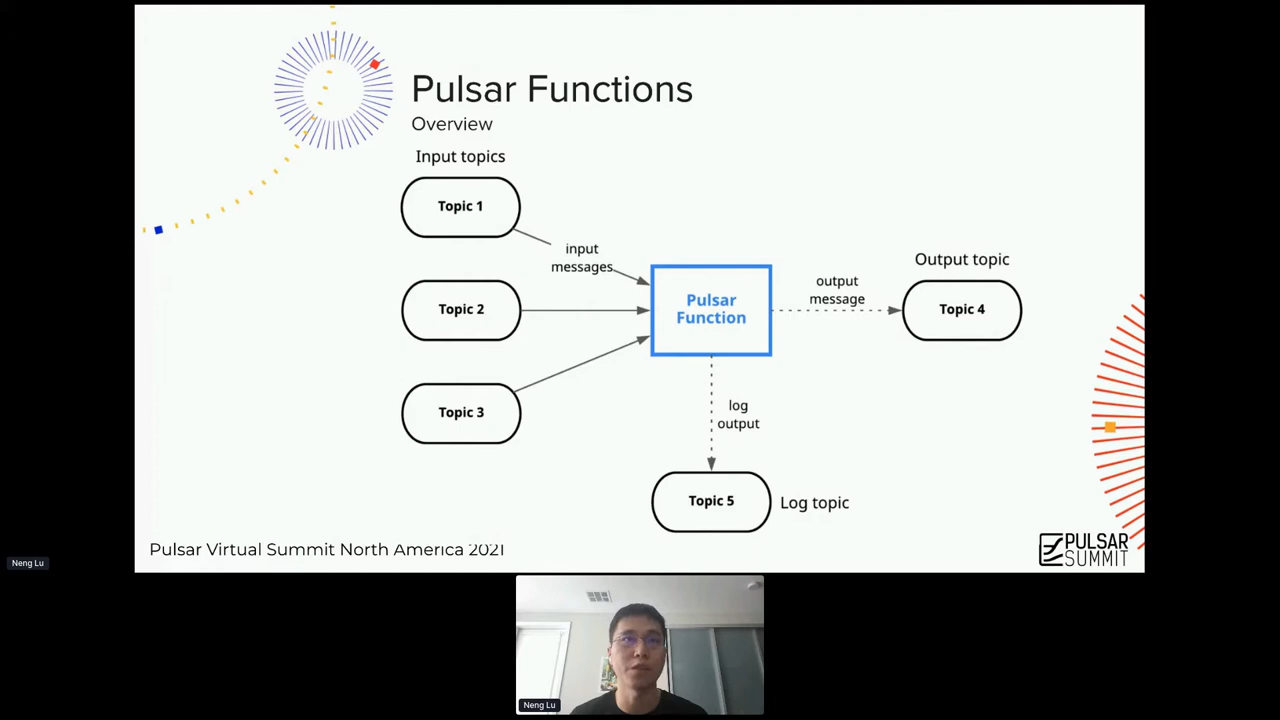 Pulsar Functions
Overview
Input topics
Topic 1
input
messages
Topic 2
Topic 3
Pulsar
Function
output
message
Output topic
Topic 4
log
output
Topic 5
Log topic
Pulsar Virtual Summit North America 2021
PULSAR
SUMMIT
Neng Lu
Neng Lu